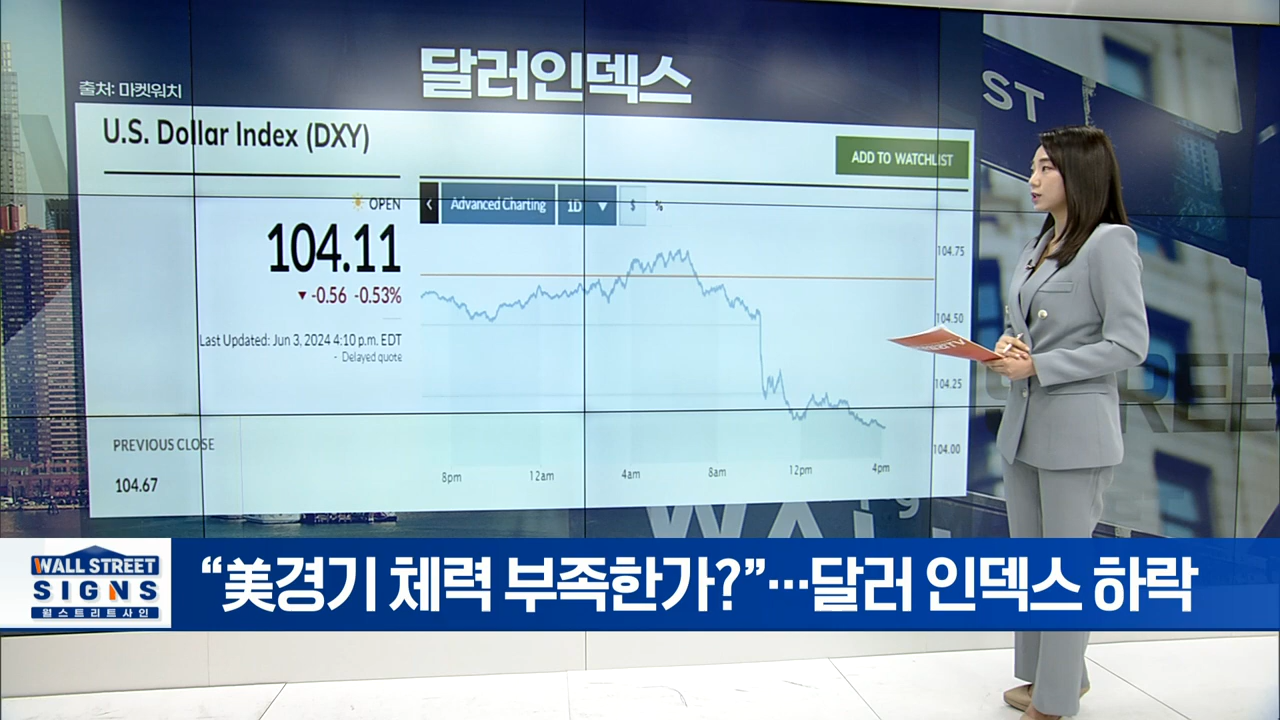 달러인덱스
출처: 마켓워치
U.S. Dollar Index (DXY)
ADD TO WATCHLIST
OPEN
Advanced Charting
1D
$
%
104.11
-0.56 -0.53%
Last Updated: Jun 3, 2024 4:10 p.m. EDT
- Delayed quote
104.75
104.50
104.25
104.00
PREVIOUS CLOSE
104.67
8pm
12am
4am
8am
12pm
4pm
ST
WALL STREET
SIGNS
월스트리트사인
“美경기 체력 부족한가?”…달러 인덱스 하락